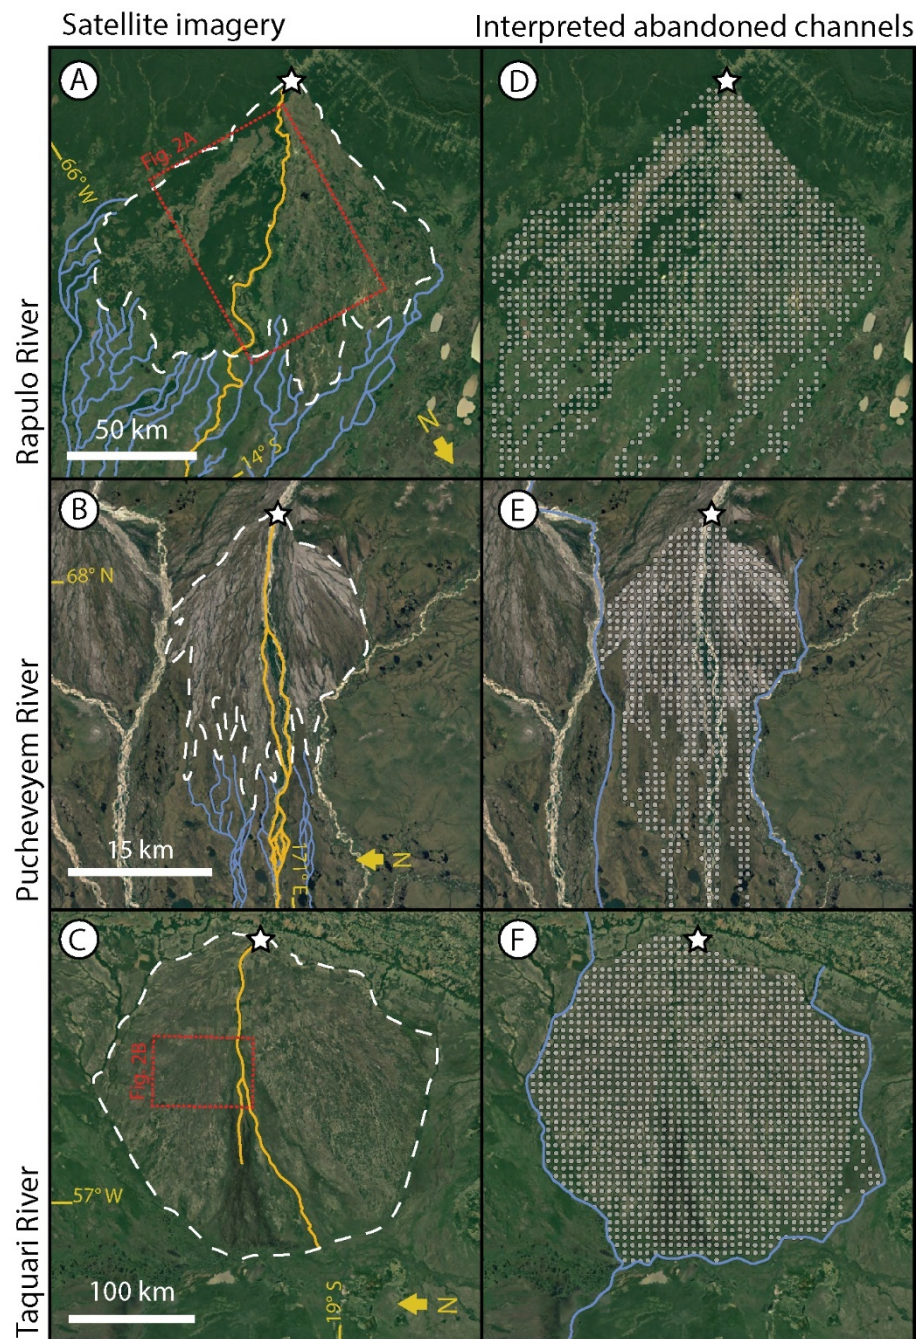 Satellite imagery
Interpreted abandoned channels
Rapulo River
A
Fig. 2A
66° W
50 km
14° S
N
D
Pucheveyem River
B
68° N
15 km
171° E
N
E
Taquari River
C
Fig. 2B
57° W
100 km
19° S
N
F